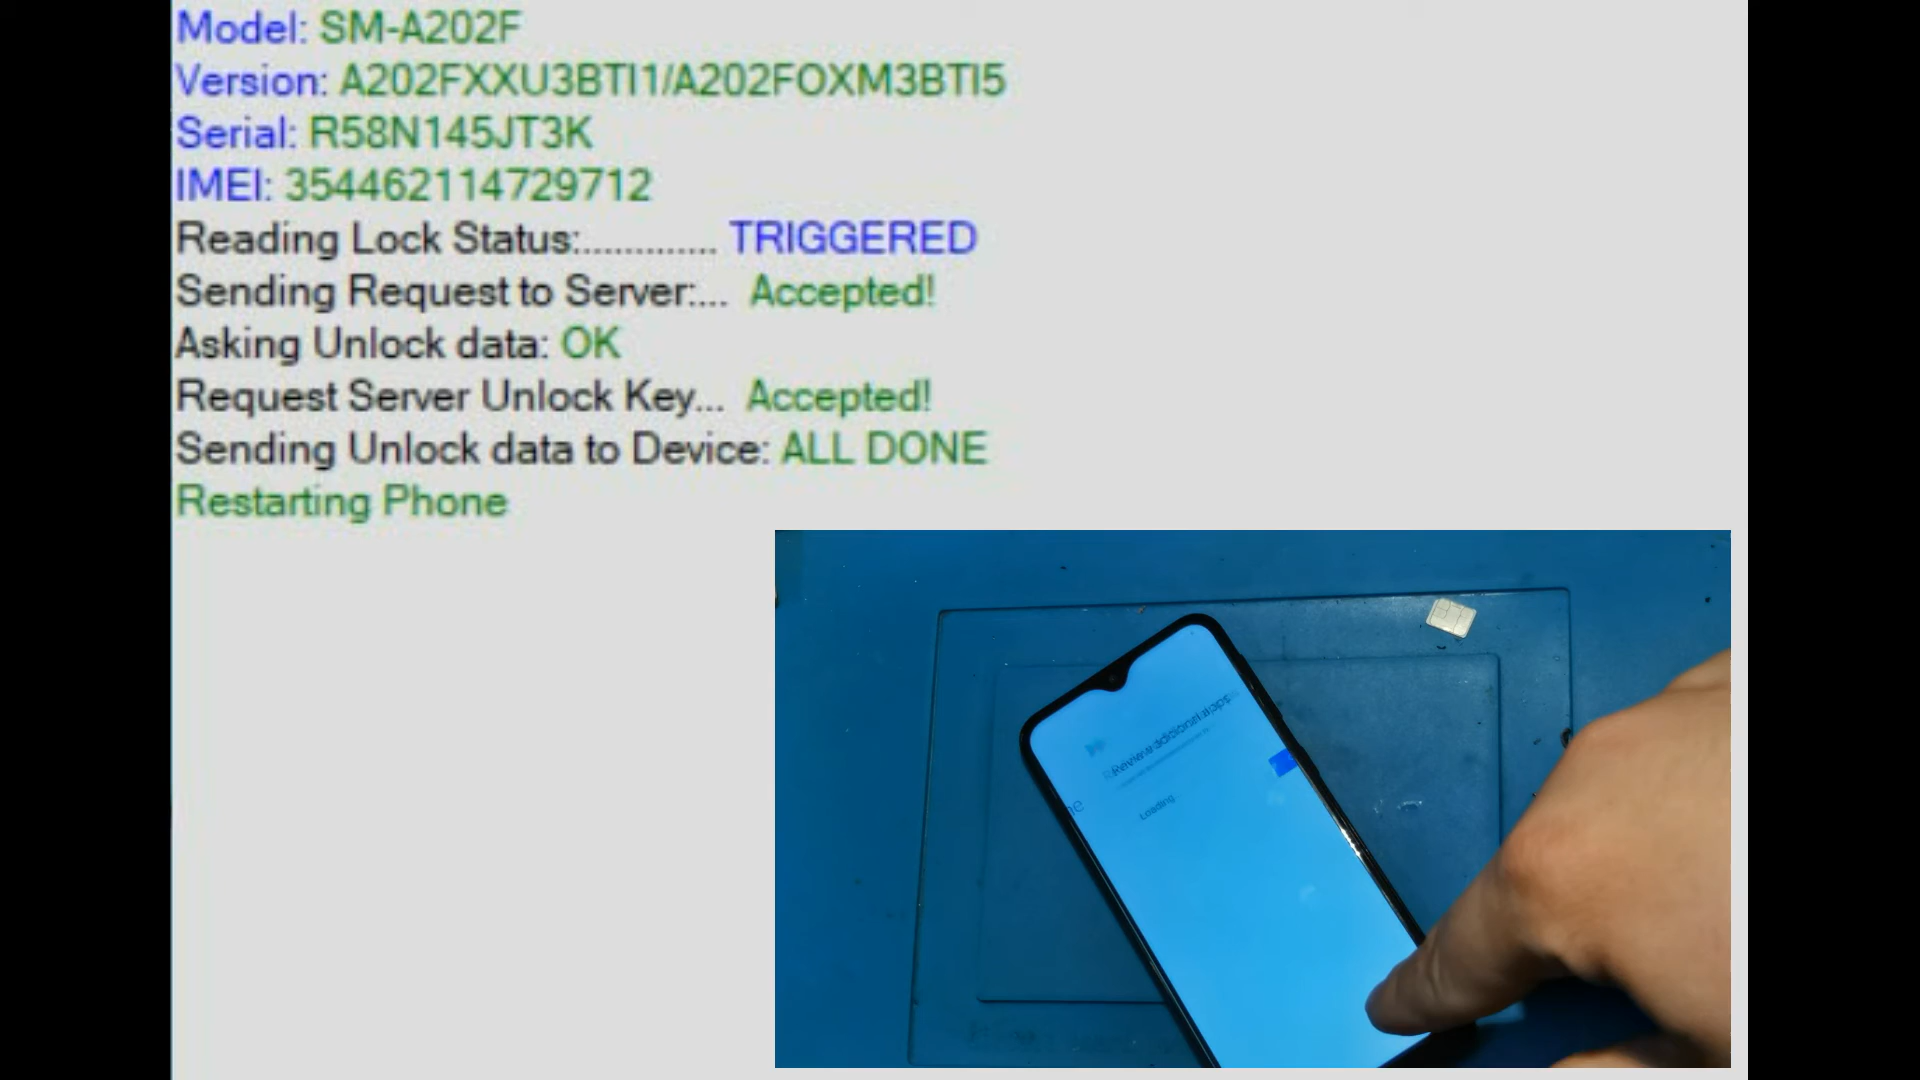 Model: SM-A202F
Version: A202FXXU3BTI1/A202FOXM3BTI5
Serial: R58N145JT3K
IMEI: 354462114729712
Reading Lock Status:............. TRIGGERED
Sending Request to Server:... Accepted!
Asking Unlock data: OK
Request Server Unlock Key... Accepted!
Sending Unlock data to Device: ALL DONE
Restarting Phone
Review additional apps
Loading...